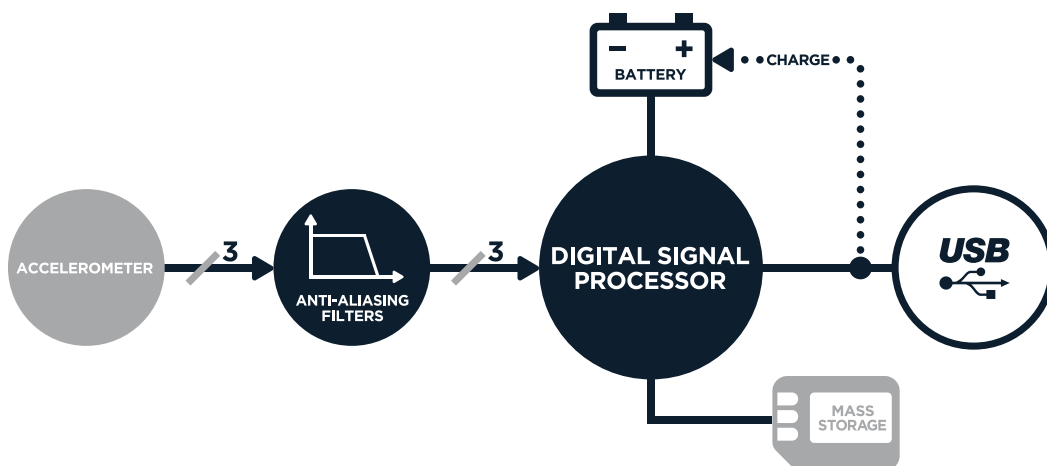 − +
BATTERY
CHARGE
ACCELEROMETER
3
ANTI-ALIASING
FILTERS
3
DIGITAL SIGNAL
PROCESSOR
USB
MASS
STORAGE